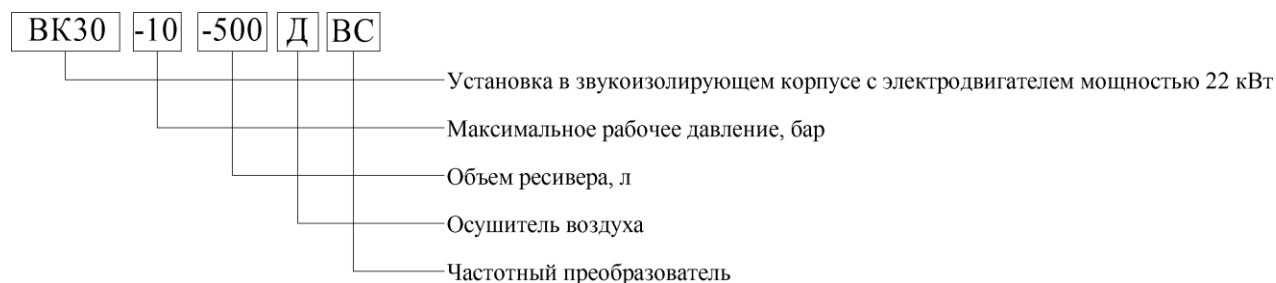 ВК30 -10 -500 Д ВС
Установка в звукоизолирующем корпусе с электродвигателем мощностью 22 кВт
Максимальное рабочее давление, бар
Объем ресивера, л
Осушитель воздуха
Частотный преобразователь